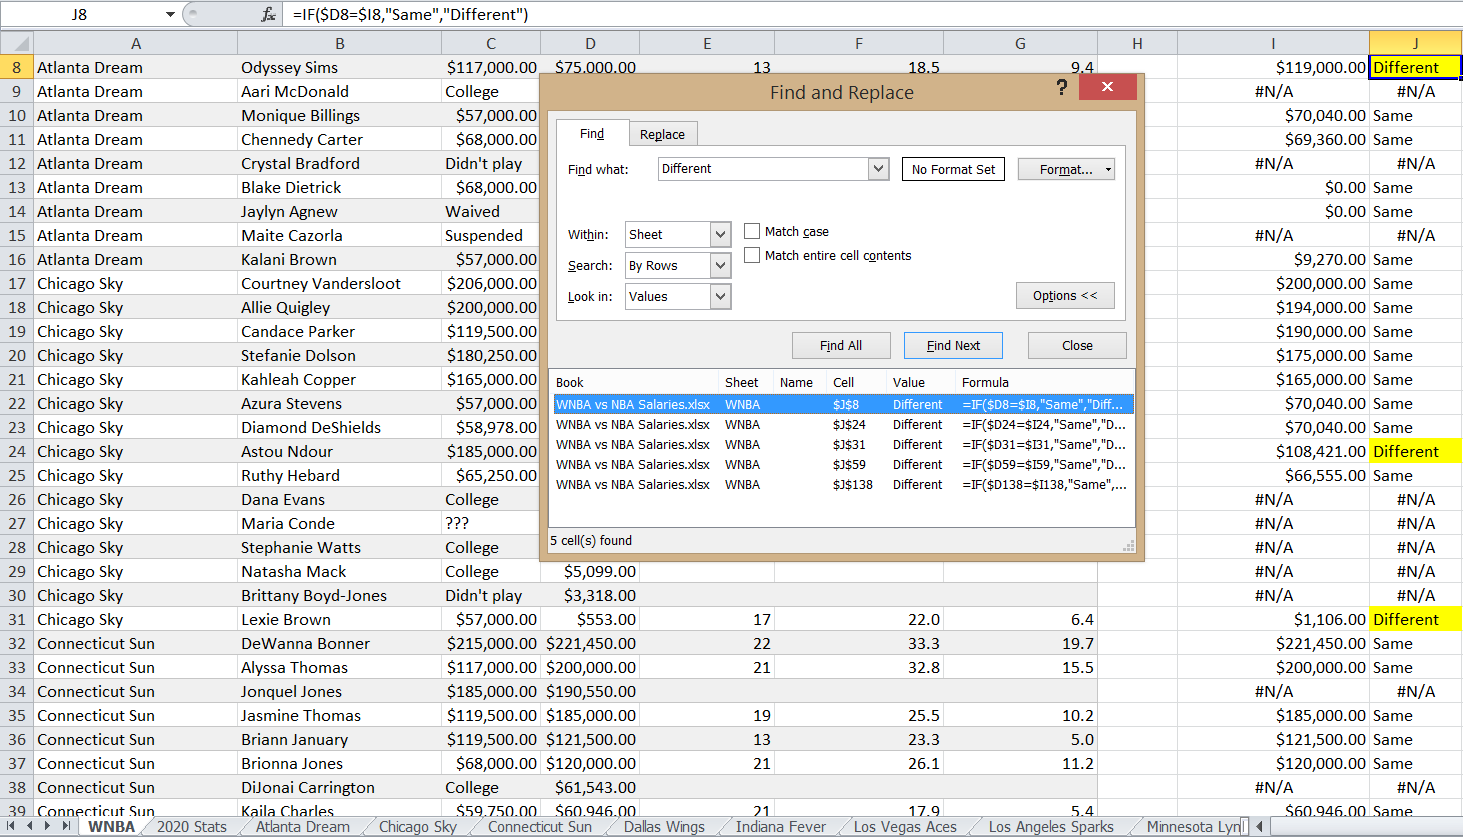 J8 fx =IF($D8=$I8,"Same","Different")
A B C D E F G H I J
8 Atlanta Dream Odyssey Sims $117,000.00 $75,000.00 13 18.5 9.4 $119,000.00 Different
9 Atlanta Dream Aari McDonald College #N/A #N/A
10 Atlanta Dream Monique Billings $57,000.00 $70,040.00 Same
11 Atlanta Dream Chennedy Carter $68,000.00 $69,360.00 Same
12 Atlanta Dream Crystal Bradford Didn't play #N/A #N/A
13 Atlanta Dream Blake Dietrick $68,000.00 $0.00 Same
14 Atlanta Dream Jaylyn Agnew Waived $0.00 Same
15 Atlanta Dream Maite Cazorla Suspended #N/A #N/A
16 Atlanta Dream Kalani Brown $57,000.00 $9,270.00 Same
17 Chicago Sky Courtney Vandersloot $206,000.00 $200,000.00 Same
18 Chicago Sky Allie Quigley $200,000.00 $194,000.00 Same
19 Chicago Sky Candace Parker $119,500.00 $190,000.00 Same
20 Chicago Sky Stefanie Dolson $180,250.00 $175,000.00 Same
21 Chicago Sky Kahleah Copper $165,000.00 $165,000.00 Same
22 Chicago Sky Azura Stevens $57,000.00 $70,040.00 Same
23 Chicago Sky Diamond DeShields $58,978.00 $70,040.00 Same
24 Chicago Sky Astou Ndour $185,000.00 $108,421.00 Different
25 Chicago Sky Ruthy Hebard $65,250.00 $66,555.00 Same
26 Chicago Sky Dana Evans College #N/A #N/A
27 Chicago Sky Maria Conde ??? #N/A #N/A
28 Chicago Sky Stephanie Watts College #N/A #N/A
29 Chicago Sky Natasha Mack College $5,099.00 #N/A #N/A
30 Chicago Sky Brittany Boyd-Jones Didn't play $3,318.00 #N/A #N/A
31 Chicago Sky Lexie Brown $57,000.00 $553.00 17 22.0 6.4 $1,106.00 Different
32 Connecticut Sun DeWanna Bonner $215,000.00 $221,450.00 22 33.3 19.7 $221,450.00 Same
33 Connecticut Sun Alyssa Thomas $117,000.00 $200,000.00 21 32.8 15.5 $200,000.00 Same
34 Connecticut Sun Jonquel Jones $185,000.00 $190,550.00 #N/A #N/A
35 Connecticut Sun Jasmine Thomas $119,500.00 $185,000.00 19 25.5 10.2 $185,000.00 Same
36 Connecticut Sun Briann January $119,500.00 $121,500.00 13 23.3 5.0 $121,500.00 Same
37 Connecticut Sun Brionna Jones $68,000.00 $120,000.00 21 26.1 11.2 $120,000.00 Same
38 Connecticut Sun DiJonai Carrington College $61,543.00 #N/A #N/A
39 Connecticut Sun Kaila Charles $59,750.00 $60,946.00 21 17.9 5.4 $60,946.00 Same
Find and Replace ?
Find Replace
Find what: Different No Format Set Format...
Within: Sheet Match case
Match entire cell contents
Search: By Rows
Look in: Values Options <<
Find All Find Next Close
Book Sheet Name Cell Value Formula
WNBA vs NBA Salaries.xlsx WNBA $J$8 Different =IF($D8=$I8,"Same","Diff...
WNBA vs NBA Salaries.xlsx WNBA $J$24 Different =IF($D24=$I24,"Same","D...
WNBA vs NBA Salaries.xlsx WNBA $J$31 Different =IF($D31=$I31,"Same","D...
WNBA vs NBA Salaries.xlsx WNBA $J$59 Different =IF($D59=$I59,"Same","D...
WNBA vs NBA Salaries.xlsx WNBA $J$138 Different =IF($D138=$I138,"Same",...
5 cell(s) found
WNBA 2020 Stats Atlanta Dream Chicago Sky Connecticut Sun Dallas Wings Indiana Fever Los Vegas Aces Los Angeles Sparks Minnesota Lyn